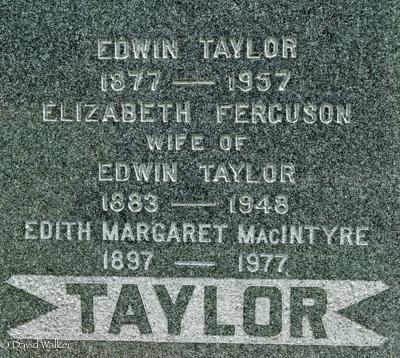 EDWIN TAYLOR
1877 — 1957
ELIZABETH FERGUSON
WIFE OF
EDWIN TAYLOR
1883 — 1948
EDITH MARGARET MACINTYRE
1897 — 1977
TAYLOR
© David Walker